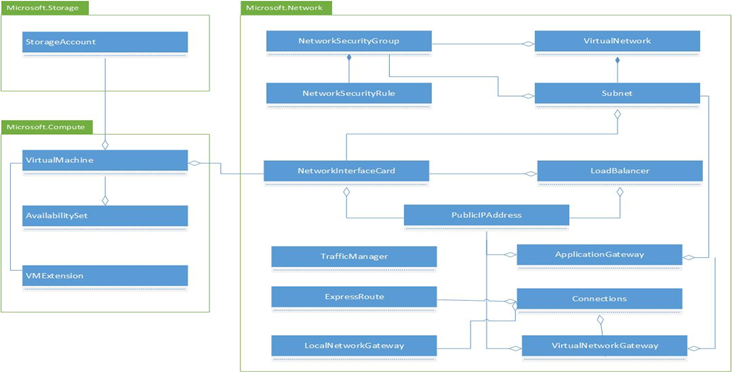 Microsoft.Storage
StorageAccount
Microsoft.Compute
VirtualMachine
AvailabilitySet
VMExtension
Microsoft.Network
NetworkSecurityGroup
VirtualNetwork
NetworkSecurityRule
Subnet
NetworkInterfaceCard
LoadBalancer
PublicIPAddress
TrafficManager
ApplicationGateway
ExpressRoute
Connections
LocalNetworkGateway
VirtualNetworkGateway